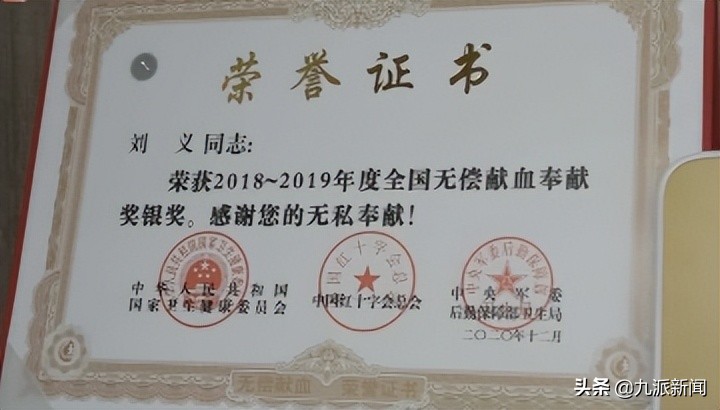 荣誉证书
刘 义同志:
荣获2018~2019年度全国无偿献血奉献
奖银奖。感谢您的无私奉献!
中华人民共和国
国家卫生健康委员会
中国红十字会总会
中央军委
后勤保障部卫生局
二〇二〇年十二月
无偿献血 荣誉证书
头条 @九派新闻